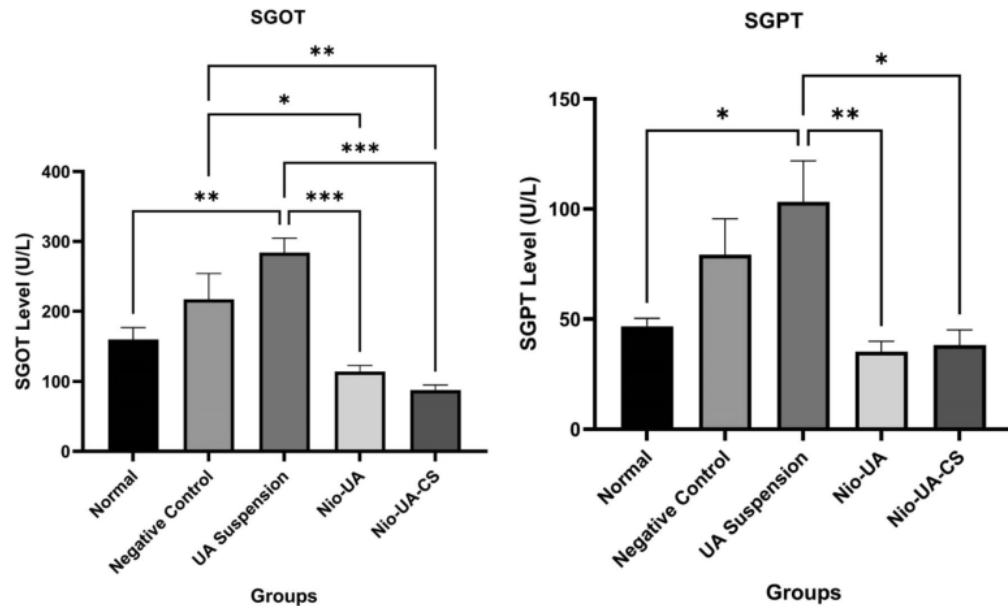 SGOT
**
*
***
**
***
400
300
200
100
0
SGOT Level (U/L)
Normal
Negative Control
UA Suspension
Nio-UA
Nio-UA-CS
Groups
SGPT
*
*
**
150
100
50
0
SGPT Level (U/L)
Normal
Negative Control
UA Suspension
Nio-UA
Nio-UA-CS
Groups